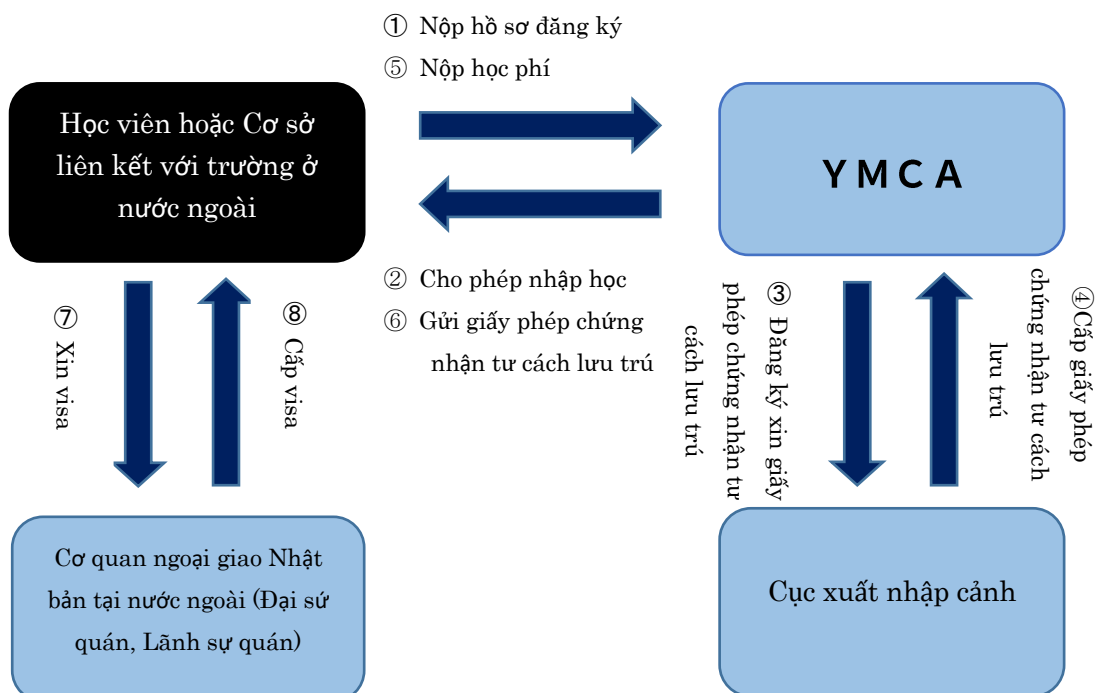 ① Nộp hồ sơ đăng ký
⑤ Nộp học phí
Học viên hoặc Cơ sở
liên kết với trường ở
nước ngoài
YMCA
② Cho phép nhập học
⑥ Gửi giấy phép chứng
nhận tư cách lưu trú
⑦ Xin visa
⑧ Cấp visa
③ Đăng ký xin giấy
phép chứng nhận tư
cách lưu trú
④Cấp giấy phép
chứng nhận tư cách
lưu trú
Cơ quan ngoại giao Nhật
bản tại nước ngoài (Đại sứ
quán, Lãnh sự quán)
Cục xuất nhập cảnh